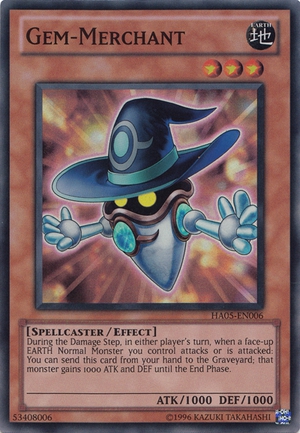 GEM-MERCHANT
EARTH
地
HA05-EN006
[SPELLCASTER / EFFECT]
During the Damage Step, in either player's turn, when a face-up
EARTH Normal Monster you control attacks or is attacked:
You can send this card from your hand to the Graveyard; that
monster gains 1000 ATK and DEF until the End Phase.
ATK/1000 DEF/1000
53408006
©1996 KAZUKI TAKAHASHI